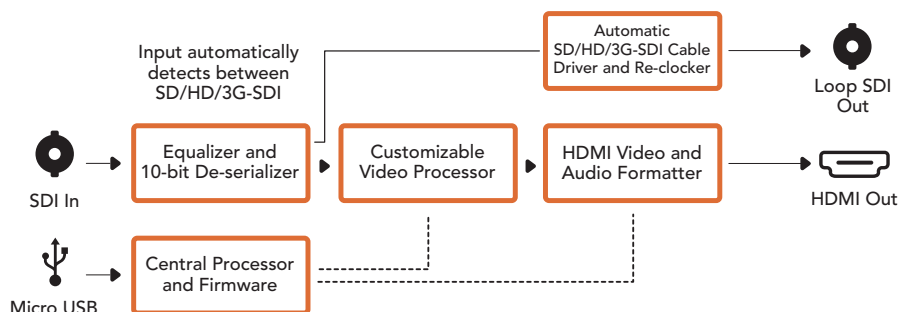 Input automatically
detects between
SD/HD/3G-SDI
Automatic
SD/HD/3G-SDI Cable
Driver and Re-clocker
Loop SDI
Out
SDI In
Equalizer and
10-bit De-serializer
Customizable
Video Processor
HDMI Video and
Audio Formatter
HDMI Out
Micro USB
Central Processor
and Firmware